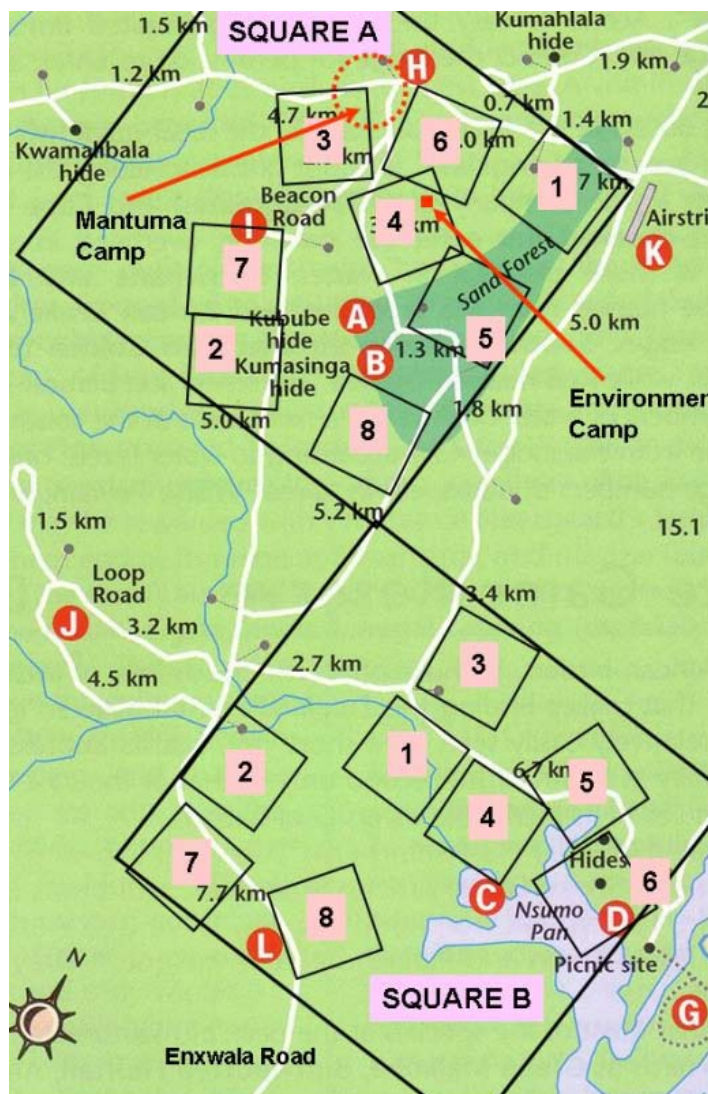 SQUARE A
1.5 km
Kumahlala
hide
1.2 km
H
1.9 km
2
0.7 km
1.4 km
4.7 km
3
6
1
Kwamahbala
hide
Beacon
Road
Mantuma
Camp
I
4
Airstri
K
7
Sand Forest
A
Kubube
hide
5.0 km
2
B
1.3 km
5
Kumasinga
hide
5.0 km
8
1.8 km
Environmen
Camp
1.5 km
5.2 km
15.1
Loop
Road
J
3.2 km
3.4 km
4.5 km
2.7 km
3
1
2
6.7 km
5
4
7
Hides
6
7.7 km
C
Nsumo
Pan
D
8
L
Picnic site
N
SQUARE B
G
Enxwala Road